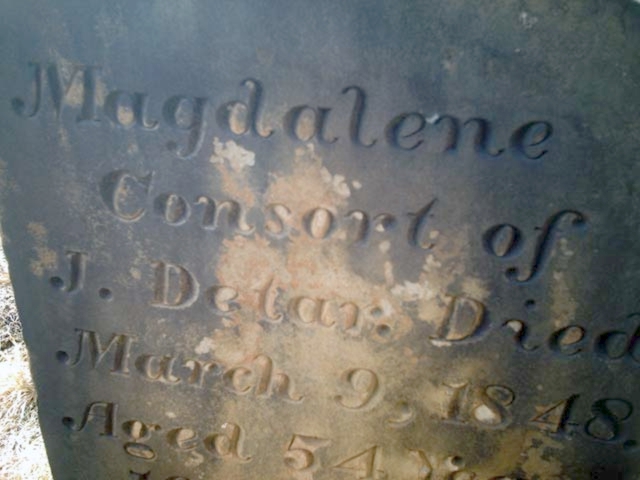 Magdalene
Consort of
J. Detar. Died
March 9, 1848.
Aged 54